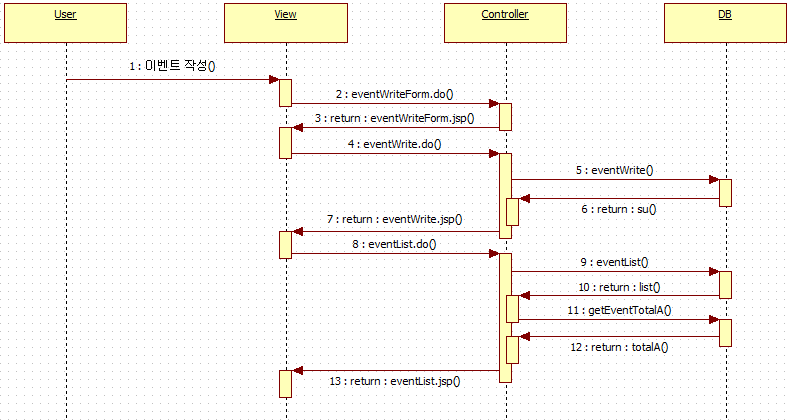 User
View
Controller
DB
1 : 이벤트 작성()
2 : eventWriteForm.do()
3 : return : eventWriteForm.jsp()
4 : eventWrite.do()
5 : eventWrite()
6 : return : su()
7 : return : eventWrite.jsp()
8 : eventList.do()
9 : eventList()
10 : return : list()
11 : getEventTotalA()
12 : return : totalA()
13 : return : eventList.jsp()